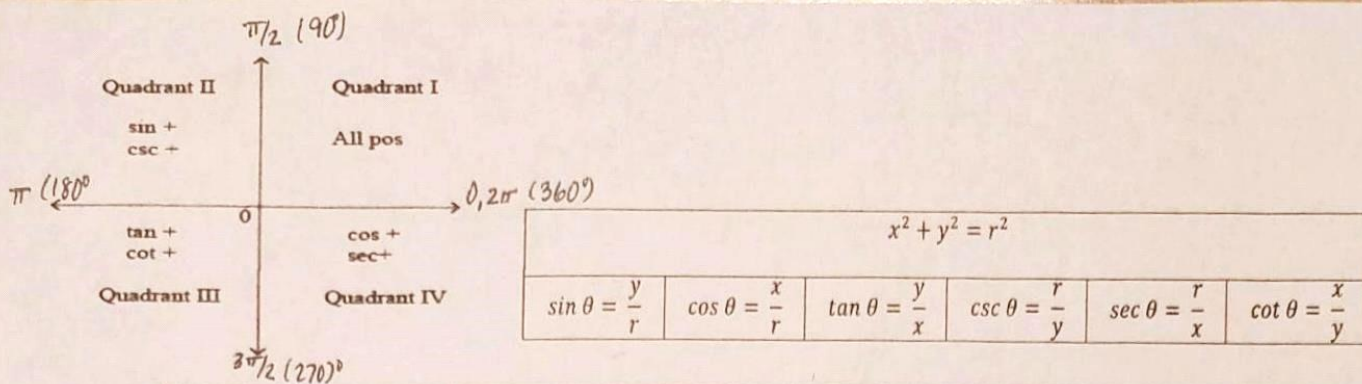 π/2 (90°)
Quadrant II
Quadrant I
sin +
csc +
All pos
π (180°
0, 2π (360°)
0
tan +
cot +
cos +
sec+
Quadrant III
Quadrant IV
3π/2 (270)°
x² + y² = r²
sin θ = y/r
cos θ = x/r
tan θ = y/x
csc θ = r/y
sec θ = r/x
cot θ = x/y